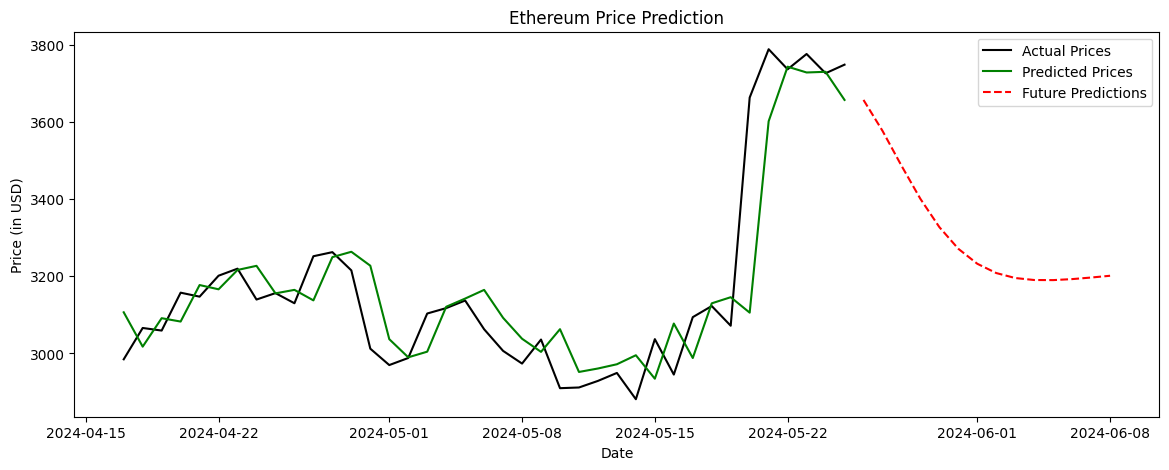 Ethereum Price Prediction
Actual Prices
Predicted Prices
Future Predictions
Price (in USD)
3800
3600
3400
3200
3000
2024-04-15 2024-04-22 2024-05-01 2024-05-08 2024-05-15 2024-05-22 2024-06-01 2024-06-08
Date